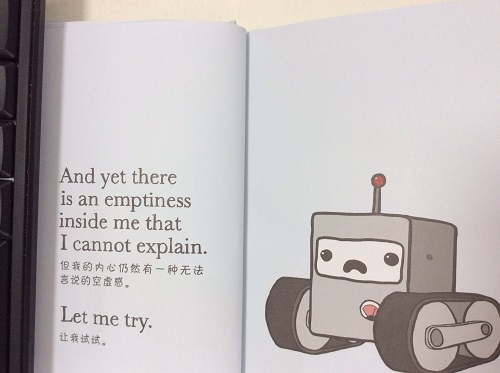 And yet there
is an emptiness
inside me that
I cannot explain.
但我的内心仍然有一种无法
言说的空虚感。
Let me try.
让我试试。